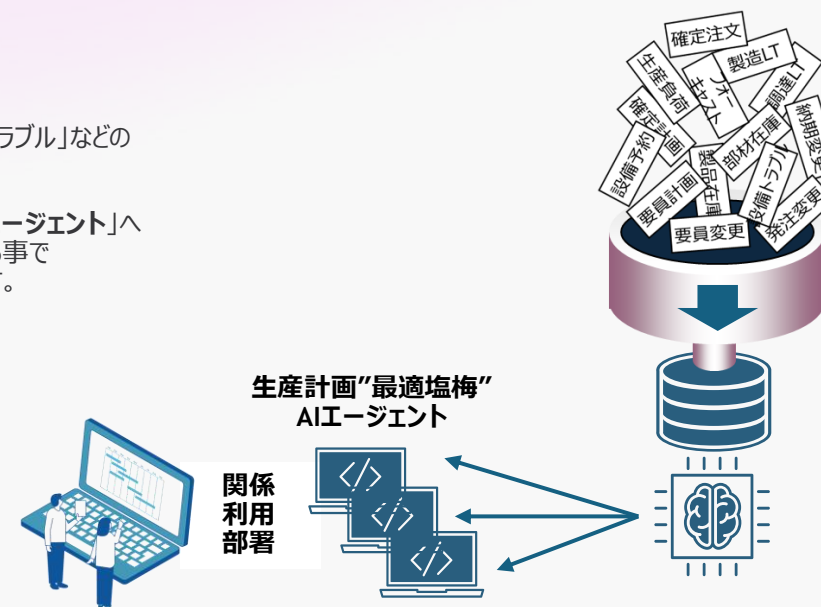 ラブル」などの
ージェント」へ
事で
。
確定注文
製造LT
生産負荷
フォー
キャスト
調達LT
確定計画
部材在庫
納期変更
設備予約
製品在庫
設備トラブル
要員計画
発注変更
要員変更
生産計画”最適塩梅”
AIエージェント
関係
利用
部署